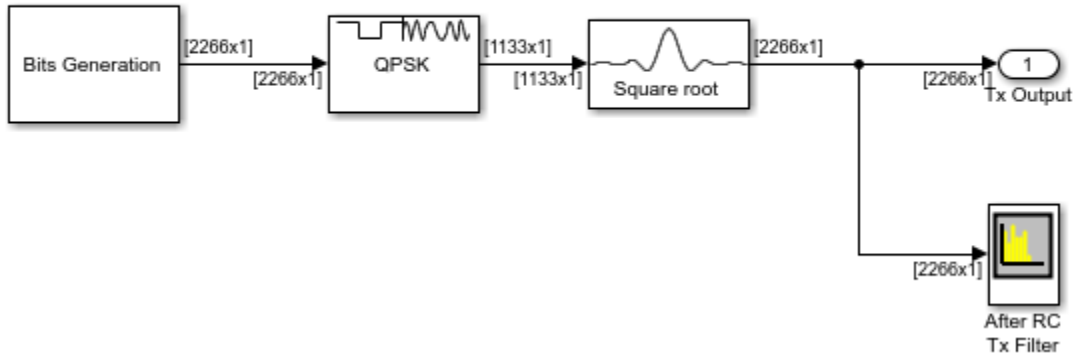 [2266x1]
[1133x1]
[2266x1]
Bits Generation
QPSK
1
[2266x1]
[1133x1]
[2266x1]
Square root
Tx Output
[2266x1]
After RC
Tx Filter